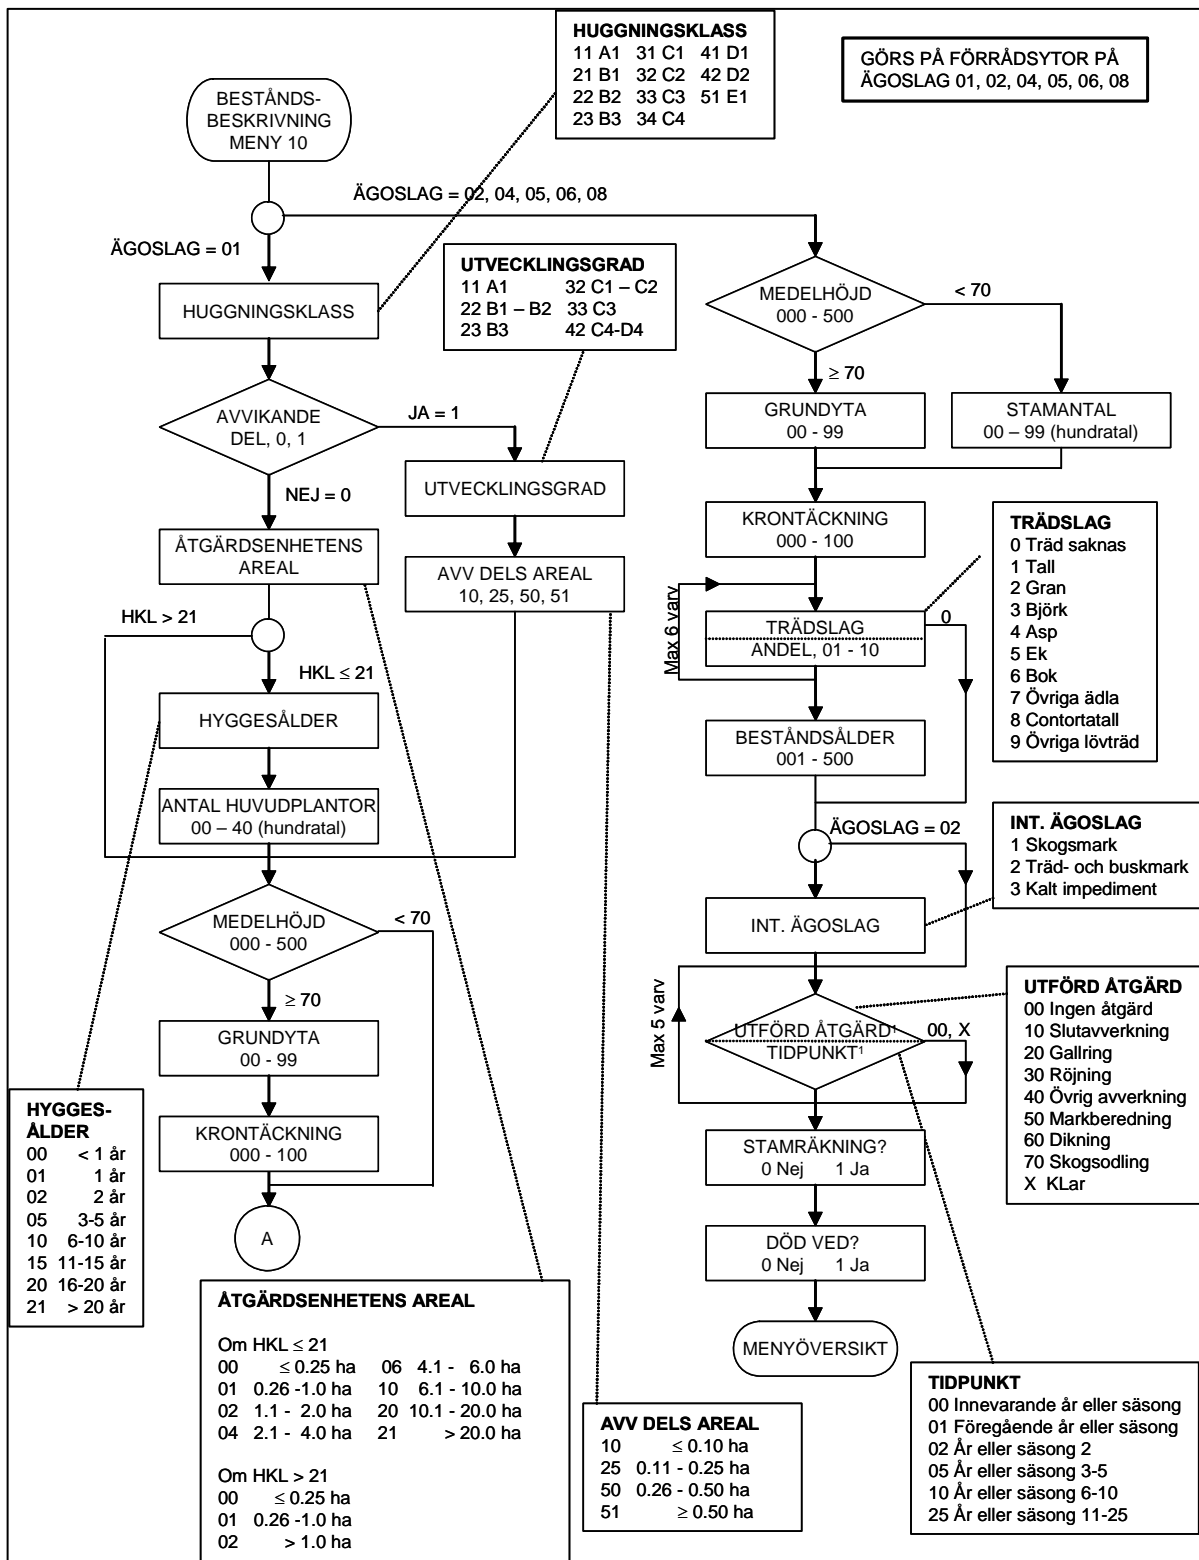 HUGGNINGSKLASS
11 A1 31 C1 41 D1
21 B1 32 C2 42 D2
22 B2 33 C3 51 E1
23 B3 34 C4
GÖRS PÅ FÖRRÅDSYTOR PÅ
ÄGOSLAG 01, 02, 04, 05, 06, 08
BESTÅNDS-
BESKRIVNING
MENY 10
ÄGOSLAG = 02, 04, 05, 06, 08
ÄGOSLAG = 01
HUGGNINGSKLASS
UTVECKLINGSGRAD
11 A1 32 C1 – C2
22 B1 – B2 33 C3
23 B3 42 C4-D4
AVVIKANDE
DEL, 0, 1
JA = 1
NEJ = 0
UTVECKLINGSGRAD
ÅTGÄRDSENHETENS
AREAL
AVV DELS AREAL
10, 25, 50, 51
HKL > 21
HKL ≤ 21
HYGGESÅLDER
ANTAL HUVUDPLANTOR
00 – 40 (hundratal)
MEDELHÖJD
000 - 500
< 70
≥ 70
GRUNDYTA
00 - 99
KRONTÄCKNING
000 - 100
A
HYGGES-
ÅLDER
00 < 1 år
01 1 år
02 2 år
05 3-5 år
10 6-10 år
15 11-15 år
20 16-20 år
21 > 20 år
ÅTGÄRDSENHETENS AREAL
Om HKL ≤ 21
00 ≤ 0.25 ha 06 4.1 - 6.0 ha
01 0.26 -1.0 ha 10 6.1 - 10.0 ha
02 1.1 - 2.0 ha 20 10.1 - 20.0 ha
04 2.1 - 4.0 ha 21 > 20.0 ha
Om HKL > 21
00 ≤ 0.25 ha
01 0.26 -1.0 ha
02 > 1.0 ha
AVV DELS AREAL
10 ≤ 0.10 ha
25 0.11 - 0.25 ha
50 0.26 - 0.50 ha
51 ≥ 0.50 ha
MEDELHÖJD
000 - 500
< 70
≥ 70
GRUNDYTA
00 - 99
STAMANTAL
00 – 99 (hundratal)
KRONTÄCKNING
000 - 100
Max 6 varv
TRÄDSLAG
ANDEL, 01 - 10
0
BESTÅNDSÅLDER
001 - 500
TRÄDSLAG
0 Träd saknas
1 Tall
2 Gran
3 Björk
4 Asp
5 Ek
6 Bok
7 Övriga ädla
8 Contortatall
9 Övriga lövträd
ÄGOSLAG = 02
INT. ÄGOSLAG
INT. ÄGOSLAG
1 Skogsmark
2 Träd- och buskmark
3 Kalt impediment
Max 5 varv
UTFÖRD ÅTGÄRD¹
TIDPUNKT¹
00, X
UTFÖRD ÅTGÄRD
00 Ingen åtgärd
10 Slutavverkning
20 Gallring
30 Röjning
40 Övrig avverkning
50 Markberedning
60 Dikning
70 Skogsodling
X KLar
STAMRÄKNING?
0 Nej 1 Ja
DÖD VED?
0 Nej 1 Ja
MENYÖVERSIKT
TIDPUNKT
00 Innevarande år eller säsong
01 Föregående år eller säsong
02 År eller säsong 2
05 År eller säsong 3-5
10 År eller säsong 6-10
25 År eller säsong 11-25